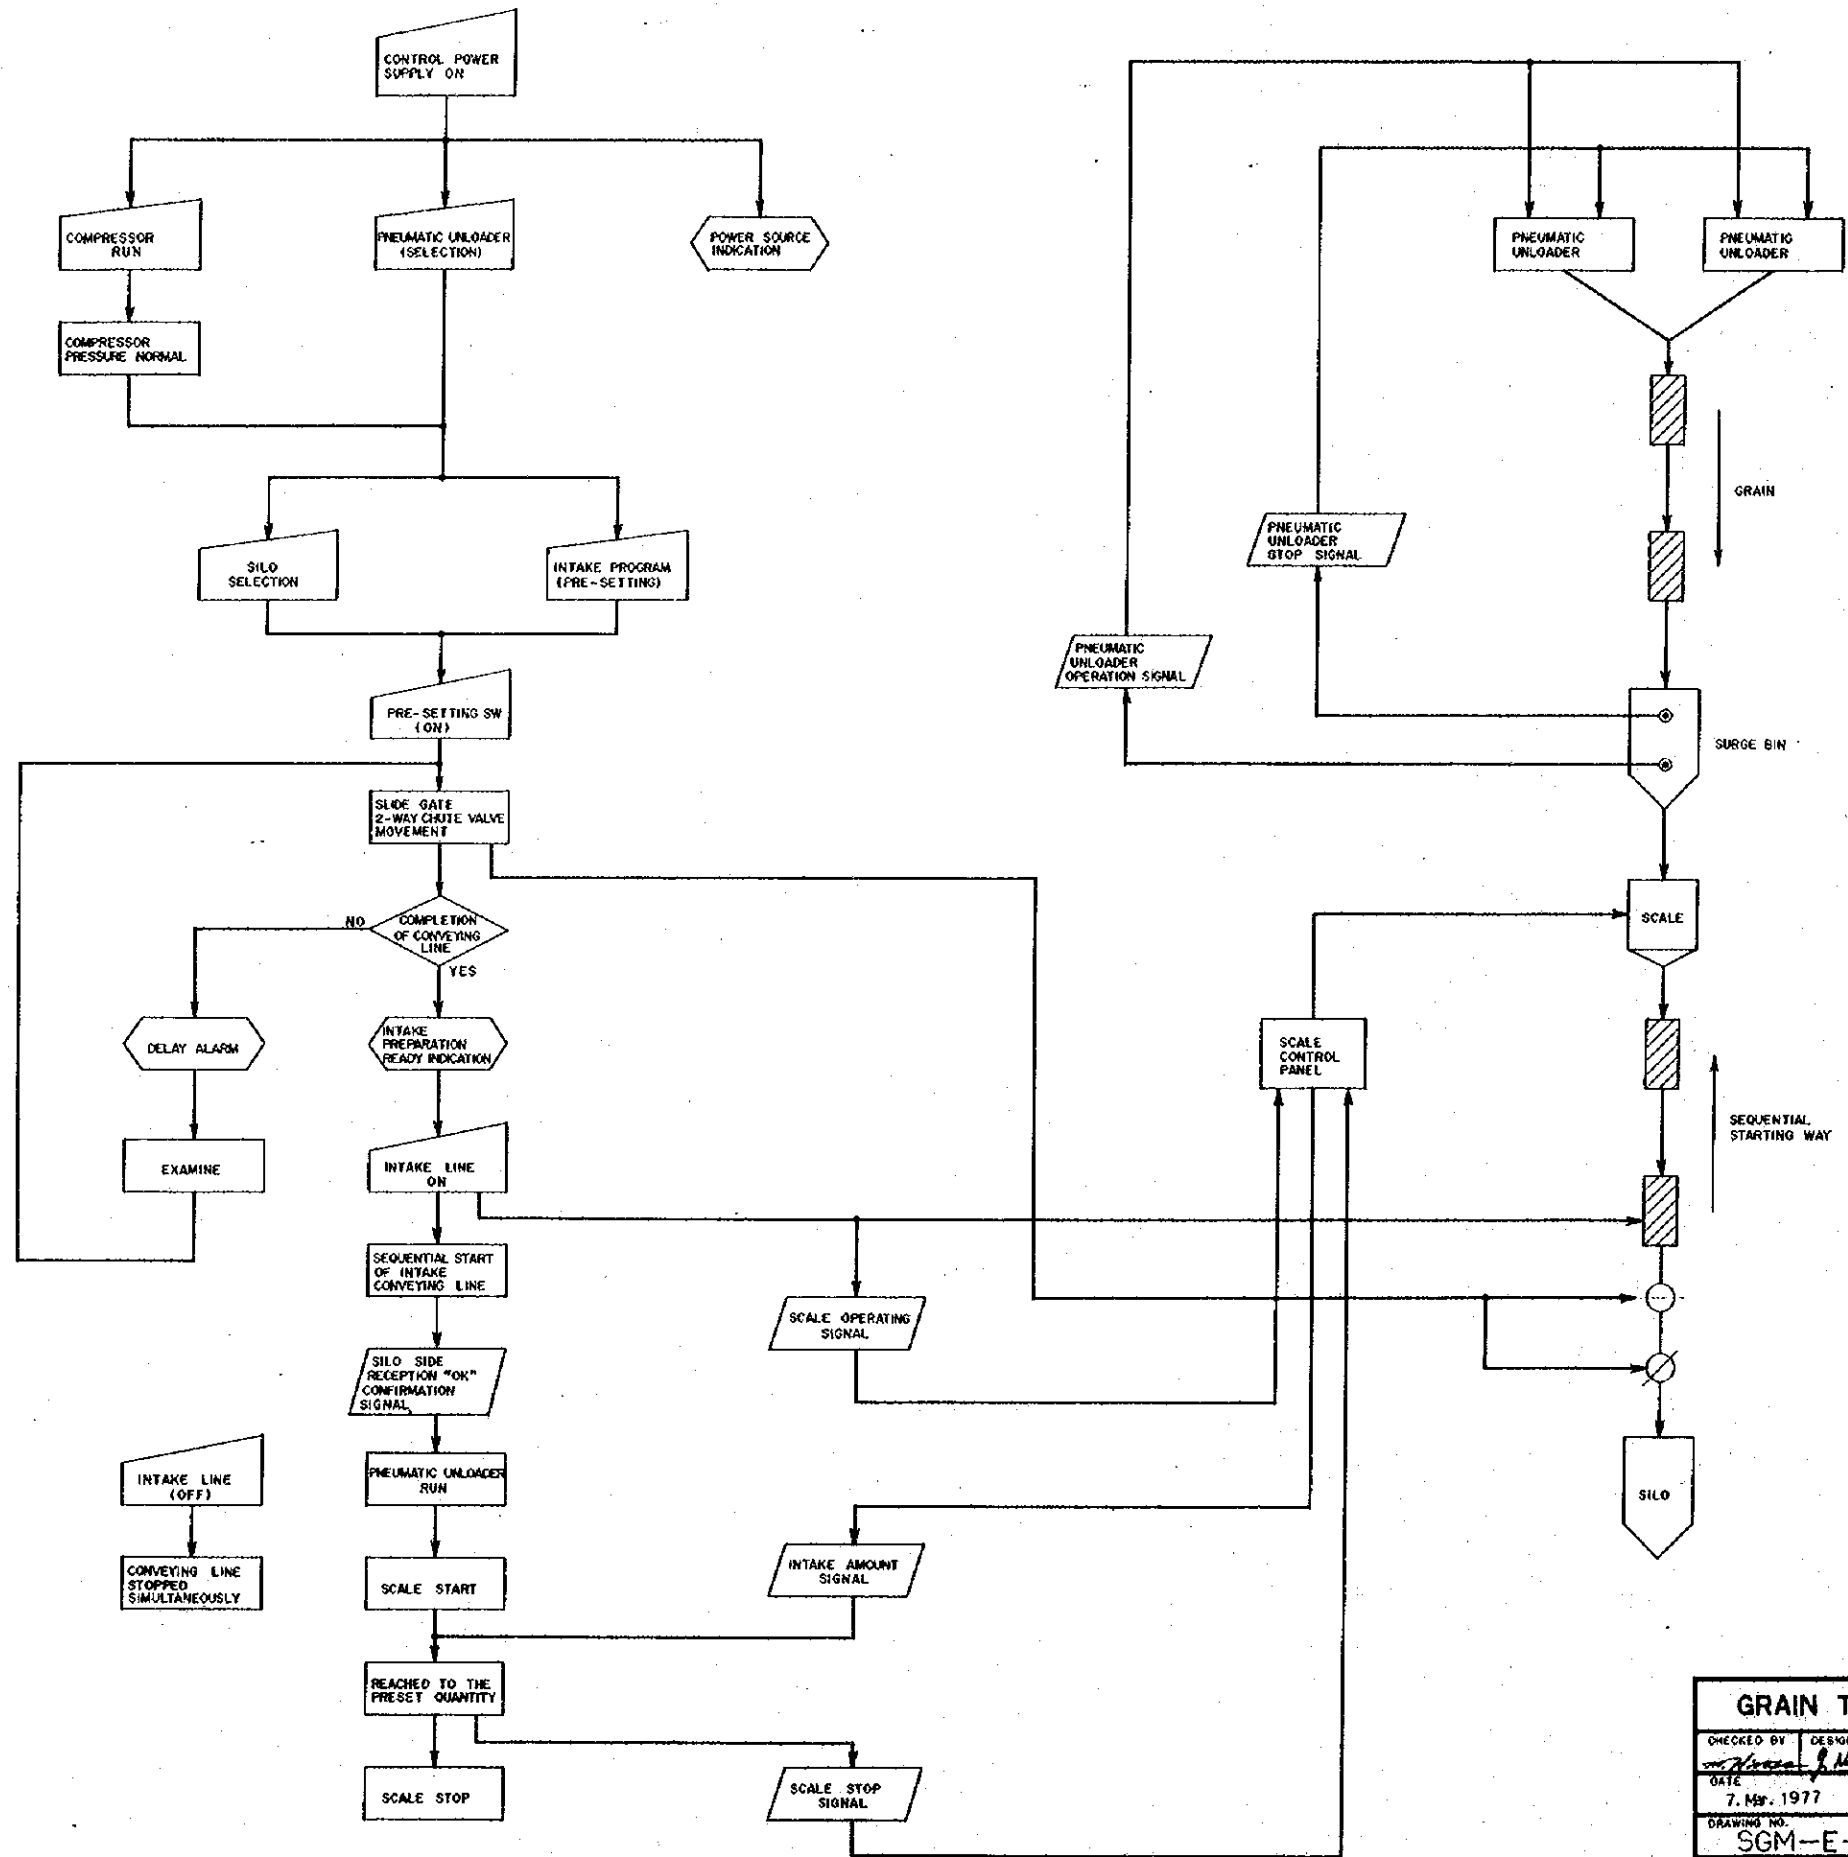 CONTROL POWER
SUPPLY ON
COMPRESSOR
RUN
PNEUMATIC UNLOADER
(SELECTION)
POWER SOURCE
INDICATION
COMPRESSOR
PRESSURE NORMAL
SILO
SELECTION
INTAKE PROGRAM
(PRE-SETTING)
PRE-SETTING SW
(ON)
SLIDE GATE
2-WAY CHUTE VALVE
MOVEMENT
COMPLETION
OF CONVEYING
LINE
NO
YES
DELAY ALARM
INTAKE
PREPARATION
READY INDICATION
EXAMINE
INTAKE LINE
ON
SEQUENTIAL START
OF INTAKE
CONVEYING LINE
SILO SIDE
RECEPTION "OK"
CONFIRMATION
SIGNAL
INTAKE LINE
(OFF)
CONVEYING LINE
STOPPED
SIMULTANEOUSLY
PNEUMATIC UNLOADER
RUN
SCALE START
REACHED TO THE
PRESET QUANTITY
SCALE STOP
SCALE OPERATING
SIGNAL
INTAKE AMOUNT
SIGNAL
SCALE STOP
SIGNAL
PNEUMATIC
UNLOADER
PNEUMATIC
UNLOADER
GRAIN
PNEUMATIC
UNLOADER
STOP SIGNAL
PNEUMATIC
UNLOADER
OPERATION SIGNAL
SURGE BIN
SCALE
SCALE
CONTROL
PANEL
SEQUENTIAL
STARTING WAY
SILO
GRAIN T
CHECKED BY
DESIG
DATE
7. Mar. 1977
DRAWING NO.
SGM-E-